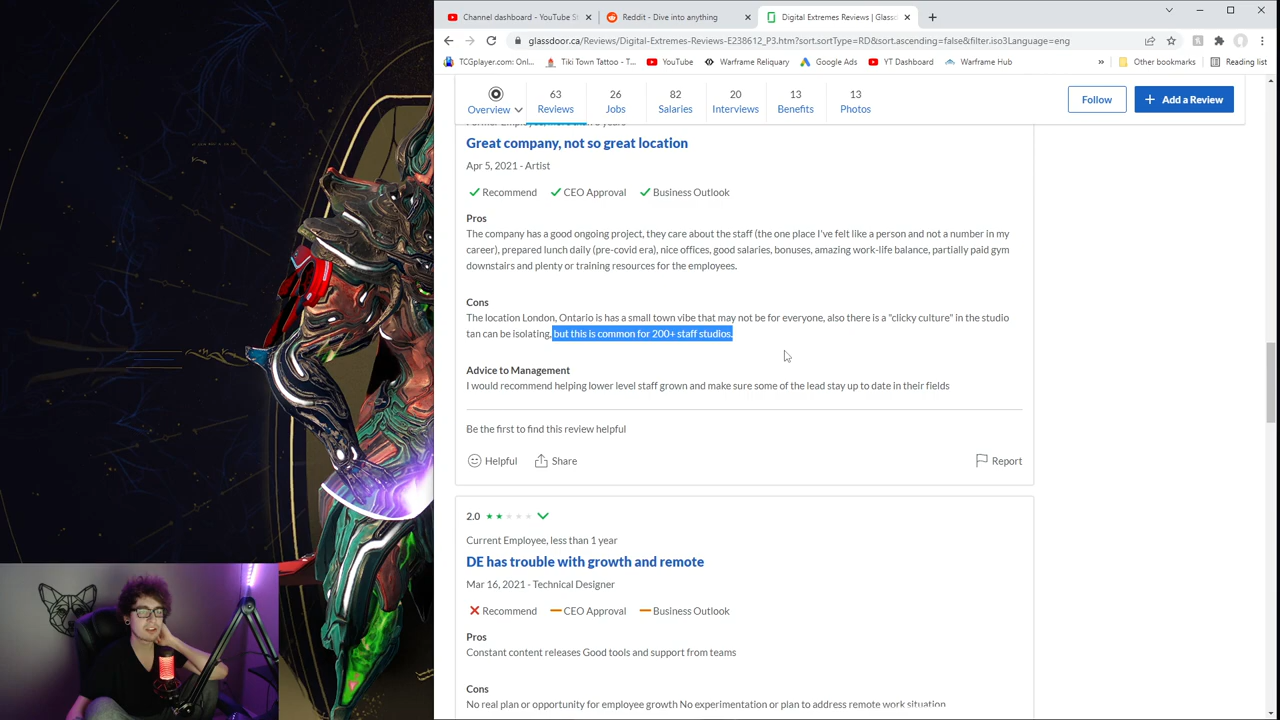 Channel dashboard - YouTube St
Reddit - Dive into anything
Digital Extremes Reviews | Glassd
glassdoor.ca/Reviews/Digital-Extremes-Reviews-E238612_P3.htm?sort.sortType=RD&sort.ascending=false&filter.iso3Language=eng
TCGplayer.com: Onl...
Tiki Town Tattoo - T...
YouTube
Warframe Reliquary
Google Ads
YT Dashboard
Warframe Hub
»
Other bookmarks
Reading list
Overview
63 Reviews
26 Jobs
82 Salaries
20 Interviews
13 Benefits
13 Photos
Follow
+ Add a Review
Great company, not so great location
Apr 5, 2021 - Artist
Recommend CEO Approval Business Outlook
Pros
The company has a good ongoing project, they care about the staff (the one place I've felt like a person and not a number in my
career), prepared lunch daily (pre-covid era), nice offices, good salaries, bonuses, amazing work-life balance, partially paid gym
downstairs and plenty or training resources for the employees.
Cons
The location London, Ontario is has a small town vibe that may not be for everyone, also there is a "clicky culture" in the studio
tan can be isolating, but this is common for 200+ staff studios.
Advice to Management
I would recommend helping lower level staff grown and make sure some of the lead stay up to date in their fields
Be the first to find this review helpful
Helpful Share Report
2.0
Current Employee, less than 1 year
DE has trouble with growth and remote
Mar 16, 2021 - Technical Designer
Recommend CEO Approval Business Outlook
Pros
Constant content releases Good tools and support from teams
Cons
No real plan or opportunity for employee growth No experimentation or plan to address remote work situation